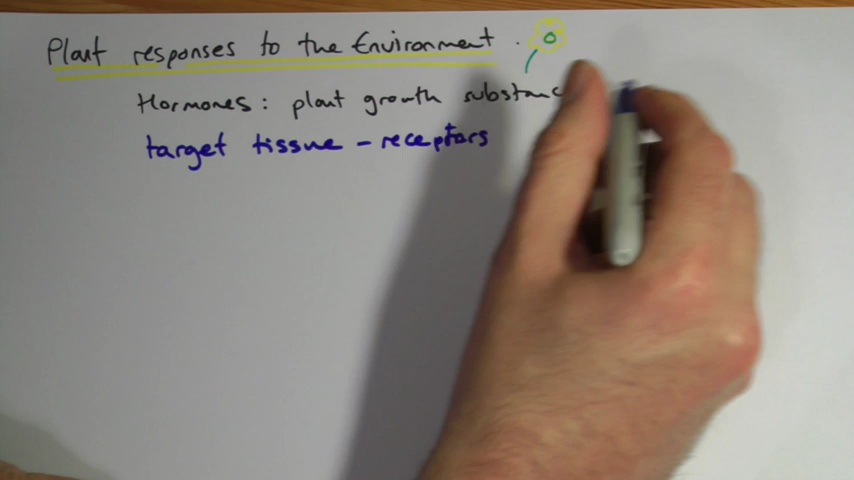 Plant responses to the Environment.
Hormones: plant growth substanc
target tissue - receptors